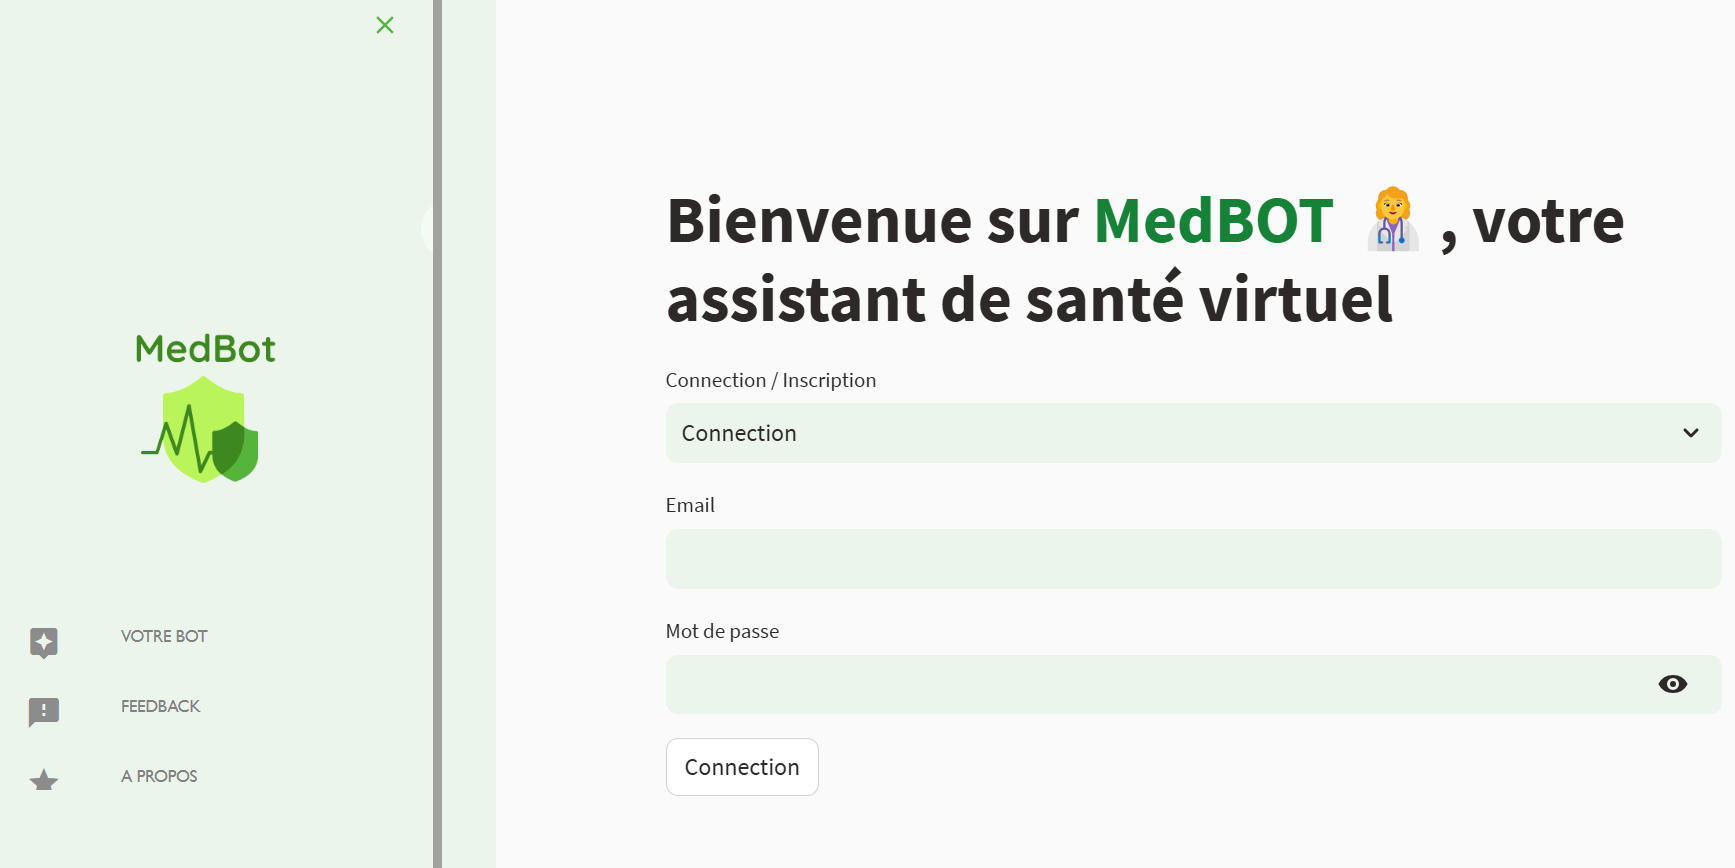 MedBot
VOTRE BOT
FEEDBACK
A PROPOS
Bienvenue sur MedBOT 👩‍⚕️ , votre
assistant de santé virtuel
Connection / Inscription
Connection
Email
Mot de passe
Connection